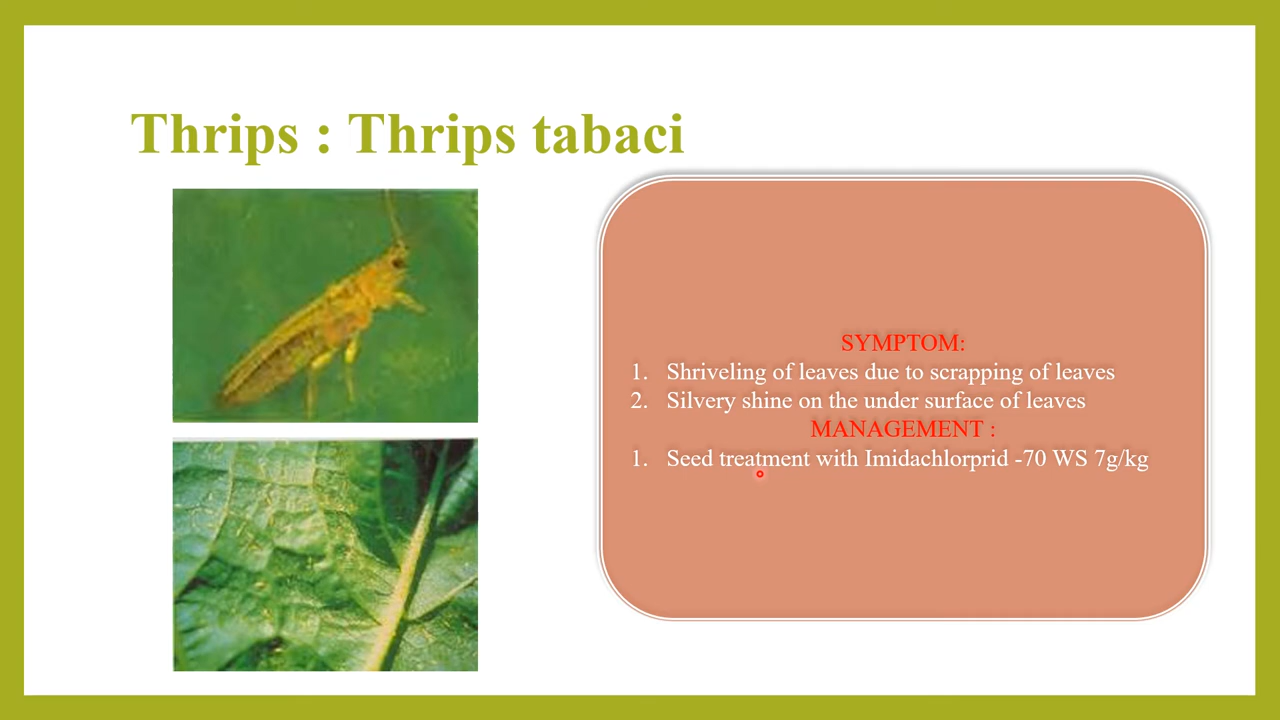 Thrips : Thrips tabaci
SYMPTOM:
1. Shriveling of leaves due to scrapping of leaves
2. Silvery shine on the under surface of leaves
MANAGEMENT :
1. Seed treatment with Imidachlorprid -70 WS 7g/kg